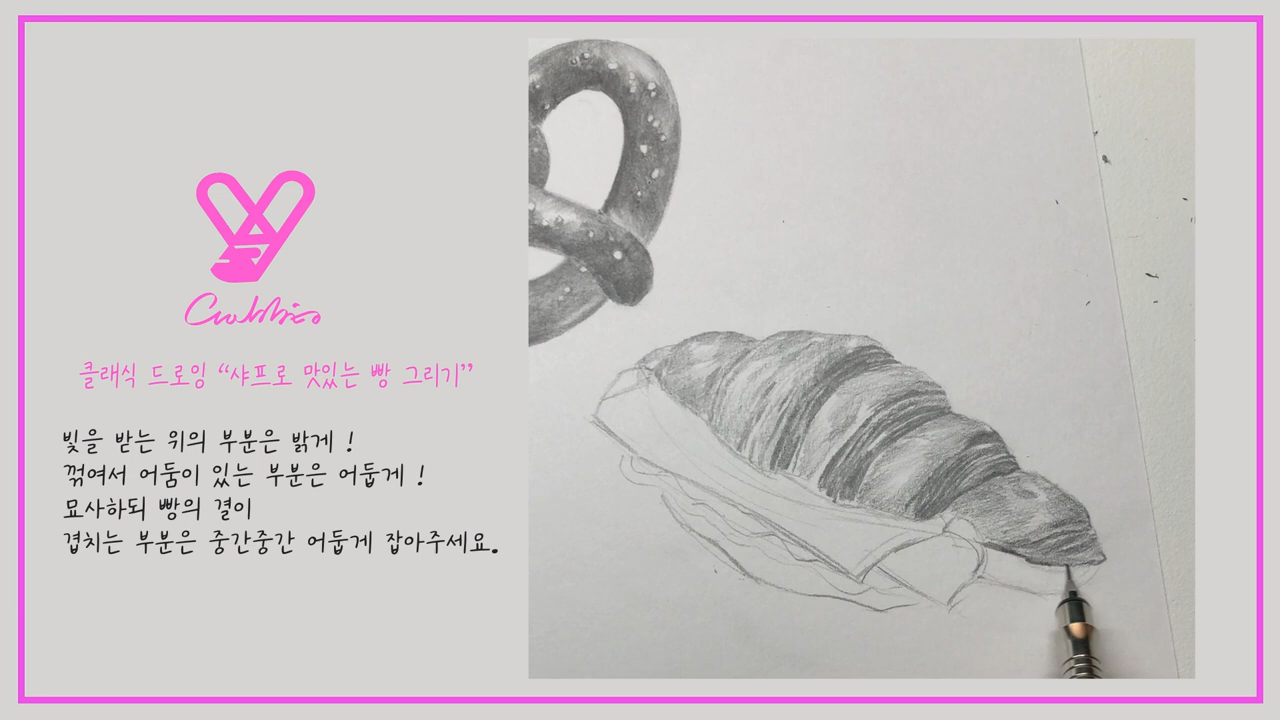 클래식 드로잉 “샤프로 맛있는 빵 그리기”
빛을 받는 위의 부분은 밝게 !
꺾여서 어둠이 있는 부분은 어둡게 !
묘사하되 빵의 결이
겹치는 부분은 중간중간 어둡게 잡아주세요.